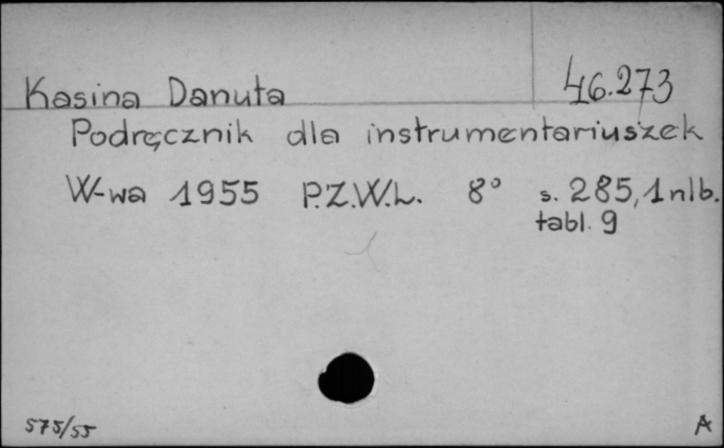 Kasina Danuta 46.273
Podręcznik dla instrumentariuszek
W-wa 1955 P.Z.W.L. 8° s. 285, 1 nlb.
tabl. 9
575/55 A